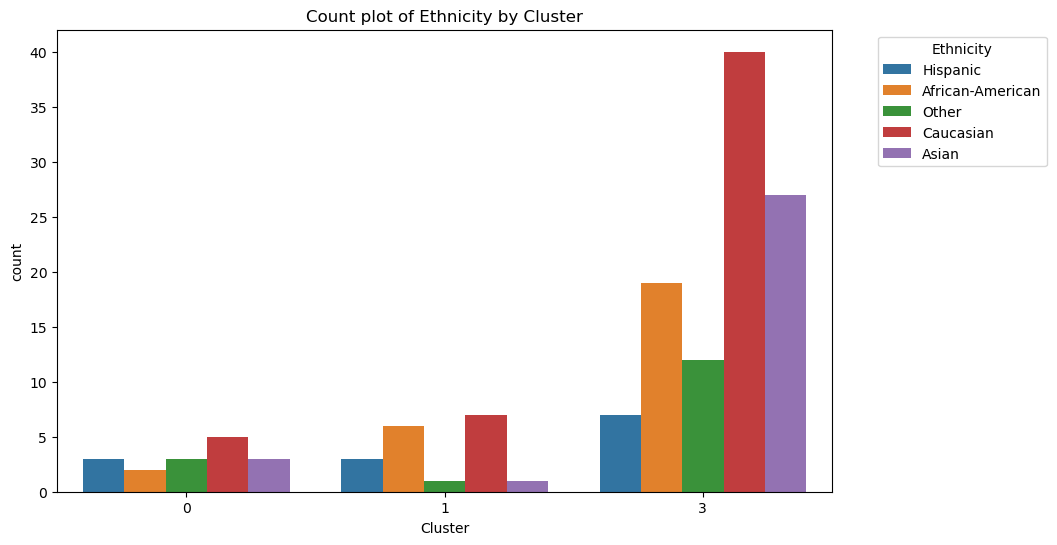 Count plot of Ethnicity by Cluster
Ethnicity
Hispanic
African-American
Other
Caucasian
Asian
count
40
35
30
25
20
15
10
5
0
0 1 3
Cluster